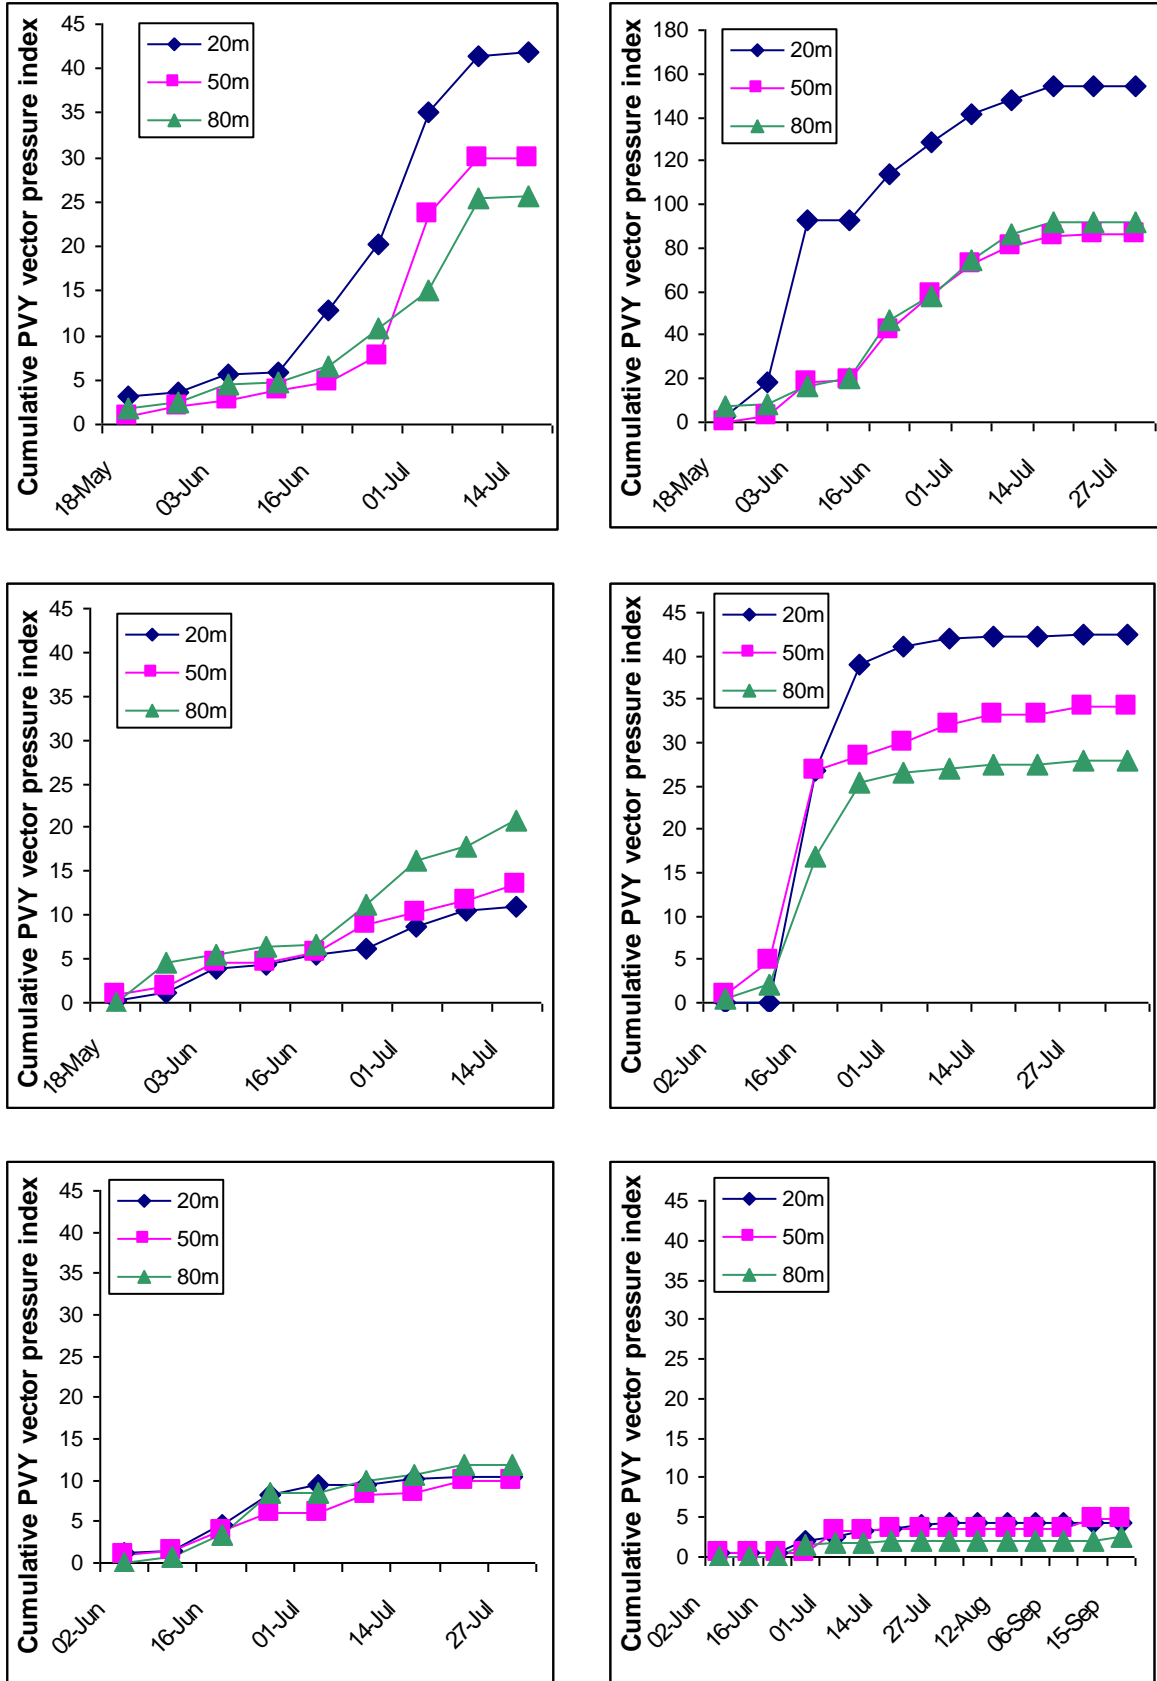 Cumulative PVY vector pressure index
45
40
35
30
25
20
15
10
5
0
20m
50m
80m
18-May
03-Jun
16-Jun
01-Jul
14-Jul
Cumulative PVY vector pressure index
180
160
140
120
100
80
60
40
20
0
20m
50m
80m
18-May
03-Jun
16-Jun
01-Jul
14-Jul
27-Jul
Cumulative PVY vector pressure index
45
40
35
30
25
20
15
10
5
0
20m
50m
80m
18-May
03-Jun
16-Jun
01-Jul
14-Jul
Cumulative PVY vector pressure index
45
40
35
30
25
20
15
10
5
0
20m
50m
80m
02-Jun
16-Jun
01-Jul
14-Jul
27-Jul
Cumulative PVY vector pressure index
45
40
35
30
25
20
15
10
5
0
20m
50m
80m
02-Jun
16-Jun
01-Jul
14-Jul
27-Jul
Cumulative PVY vector pressure index
45
40
35
30
25
20
15
10
5
0
20m
50m
80m
02-Jun
16-Jun
01-Jul
14-Jul
27-Jul
12-Aug
06-Sep
15-Sep